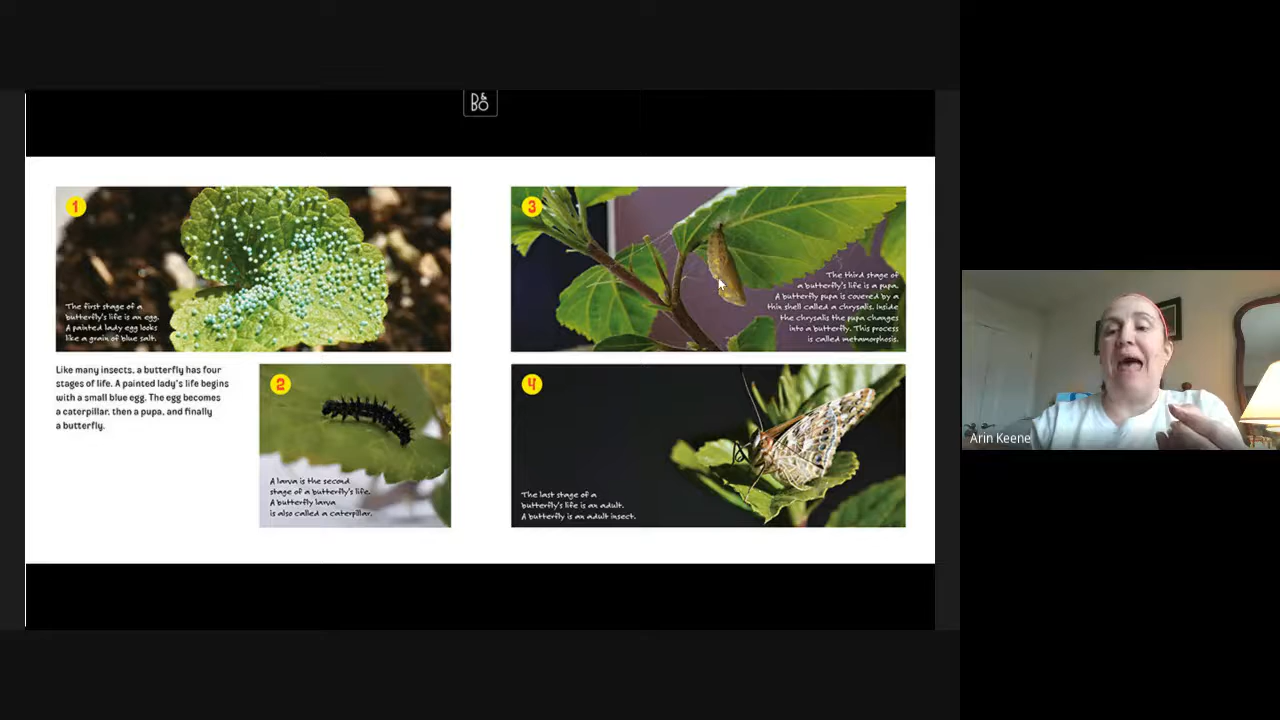 B&
BO
1
The first stage of a
butterfly's life is an egg.
A painted lady egg looks
like a grain of blue salt.
Like many insects, a butterfly has four
stages of life. A painted lady's life begins
with a small blue egg. The egg becomes
a caterpillar, then a pupa, and finally
a butterfly.
2
A larva is the second
stage of a butterfly's life.
A butterfly larva
is also called a caterpillar.
3
The third stage of
a butterfly's life is a pupa.
A butterfly pupa is covered by a
thin shell called a chrysalis. Inside
the chrysalis the pupa changes
into a butterfly. This process
is called metamorphosis.
4
The last stage of a
butterfly's life is an adult.
A butterfly is an adult insect.
Arin Keene